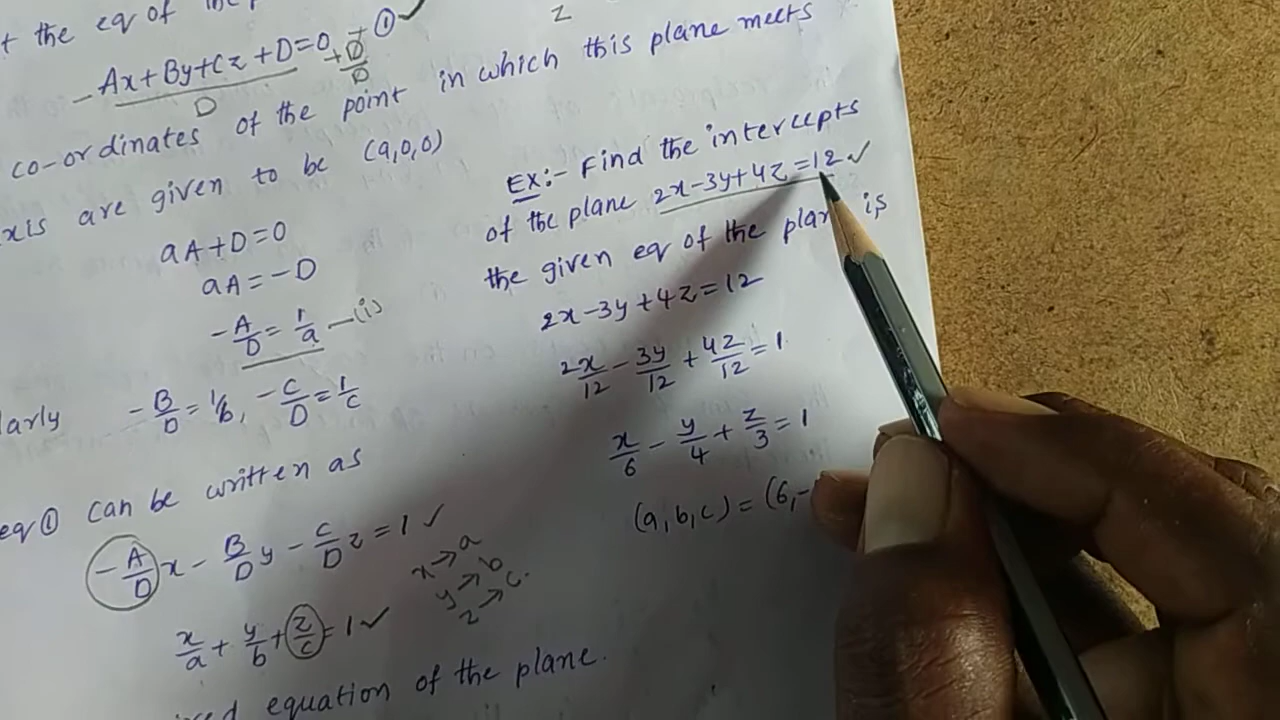 t the eq of the
- Ax+By+Cz+D=0 - ①✓
D
+D
D
co-ordinates of the point in which this plane meets
xis are given to be (a,0,0)
aA+D=0
aA=-D
-A/D=1/a -(i)
larly -B/D=1/b, -C/D=1/c
eq① can be written as
-A/D x - B/D y - C/D z = 1 ✓
x→a
y→b
z→c.
x/a + y/b + z/c = 1 ✓
equation of the plane.
z
EX:- Find the intercepts
of the plane 2x-3y+4z=12✓
the given eq of the plan is
2x-3y+4z=12
2x/12 - 3y/12 + 4z/12 = 1
x/6 - y/4 + z/3 = 1
(a,b,c) = (6,-